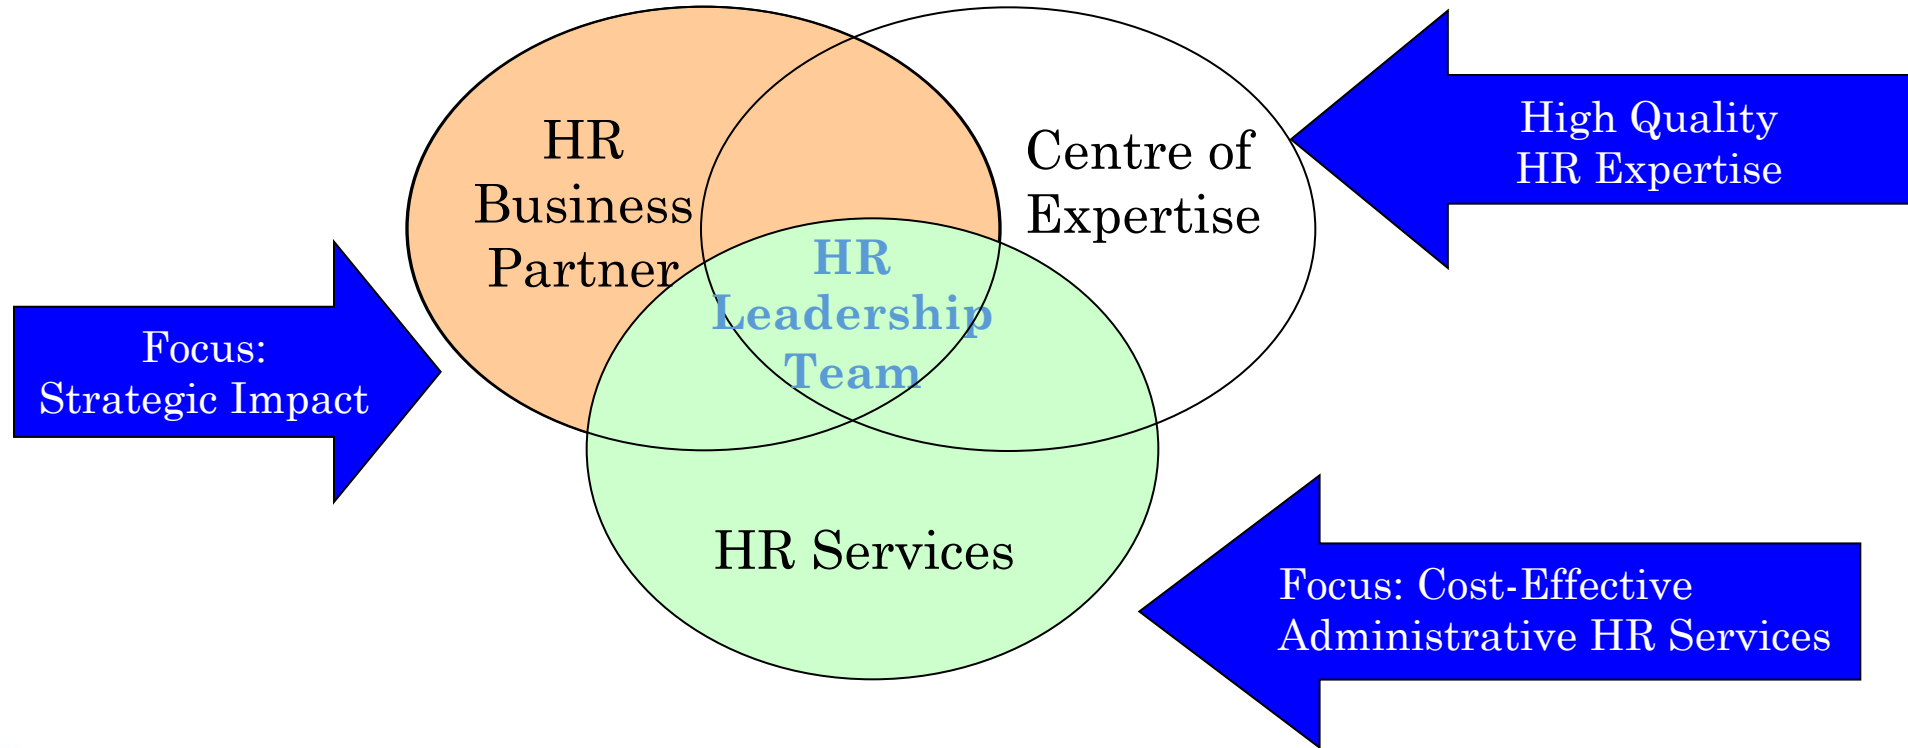 HR
Business
Partner
Centre of
Expertise
High Quality
HR Expertise
HR
Leadership
Team
Focus:
Strategic Impact
HR Services
Focus: Cost-Effective
Administrative HR Services